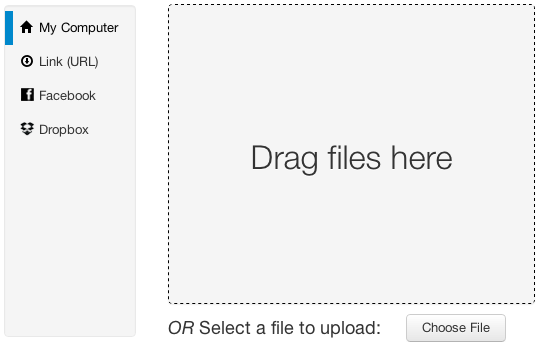 My Computer
Link (URL)
Facebook
Dropbox
Drag files here
OR Select a file to upload:
Choose File